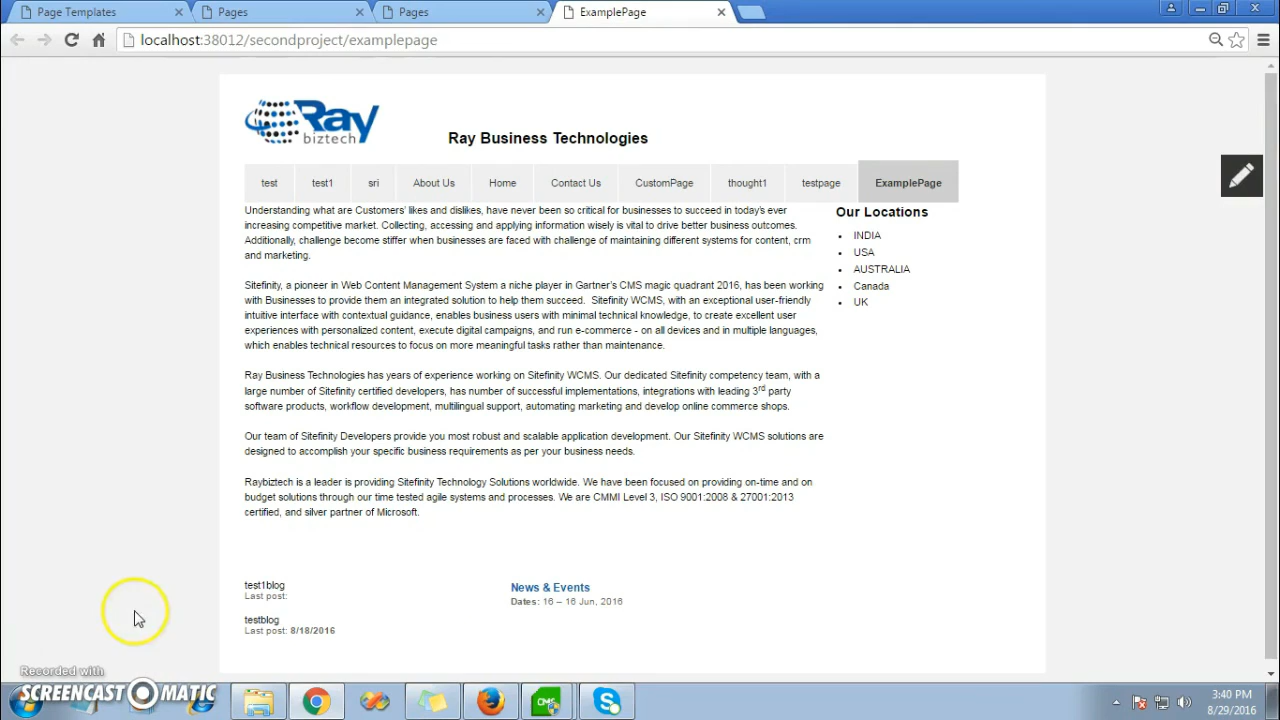 Page Templates
Pages
Pages
ExamplePage
localhost:38012/secondproject/examplepage
Ray
biztech
Ray Business Technologies
test test1 sri About Us Home Contact Us CustomPage thought1 testpage ExamplePage
Understanding what are Customers' likes and dislikes, have never been so critical for businesses to succeed in today's ever
increasing competitive market. Collecting, accessing and applying information wisely is vital to drive better business outcomes.
Additionally, challenge become stiffer when businesses are faced with challenge of maintaining different systems for content, crm
and marketing.
Sitefinity, a pioneer in Web Content Management System a niche player in Gartner's CMS magic quadrant 2016, has been working
with Businesses to provide them an integrated solution to help them succeed. Sitefinity WCMS, with an exceptional user-friendly
intuitive interface with contextual guidance, enables business users with minimal technical knowledge, to create excellent user
experiences with personalized content, execute digital campaigns, and run e-commerce - on all devices and in multiple languages,
which enables technical resources to focus on more meaningful tasks rather than maintenance.
Ray Business Technologies has years of experience working on Sitefinity WCMS. Our dedicated Sitefinity competency team, with a
large number of Sitefinity certified developers, has number of successful implementations, integrations with leading 3rd party
software products, workflow development, multilingual support, automating marketing and develop online commerce shops.
Our team of Sitefinity Developers provide you most robust and scalable application development. Our Sitefinity WCMS solutions are
designed to accomplish your specific business requirements as per your business needs.
Raybiztech is a leader is providing Sitefinity Technology Solutions worldwide. We have been focused on providing on-time and on
budget solutions through our time tested agile systems and processes. We are CMMI Level 3, ISO 9001:2008 & 27001:2013
certified, and silver partner of Microsoft.
Our Locations
INDIA
USA
AUSTRALIA
Canada
UK
test1blog
Last post:
testblog
Last post: 8/18/2016
News & Events
Dates: 16 – 16 Jun, 2016
Recorded with
SCREENCAST MATIC
CMS
3:40 PM
8/29/2016